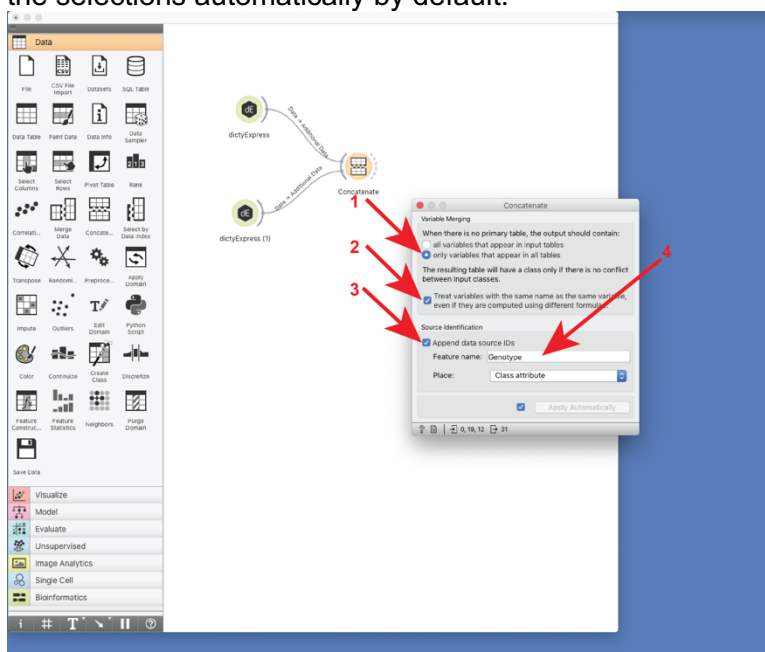 the selections automatically by default.
Data
File
CSV File Import
Datasets
SQL Table
Data Table
Paint Data
Data Info
Data Sampler
Select Columns
Select Rows
Pivot Table
Rank
Correlati...
Merge Data
Concate...
Select by Data Index
Transpose
Randomi...
Preproce...
Apply Domain
Impute
Outliers
Edit Domain
Python Script
Color
Continuize
Create Class
Discretize
Feature Construc...
Feature Statistics
Neighbors
Purge Domain
Save Data
Visualize
Model
Evaluate
Unsupervised
Image Analytics
Single Cell
Bioinformatics
dE
dictyExpress
Data → Additional Data
dE
dictyExpress (1)
Data → Additional Data
Concatenate
1
2
3
4
Concatenate
Variable Merging
When there is no primary table, the output should contain:
all variables that appear in input tables
only variables that appear in all tables
The resulting table will have a class only if there is no conflict
between input classes.
Treat variables with the same name as the same variable,
even if they are computed using different formulae.
Source Identification
Append data source IDs
Feature name: Genotype
Place: Class attribute
Apply Automatically
0, 19, 12
31